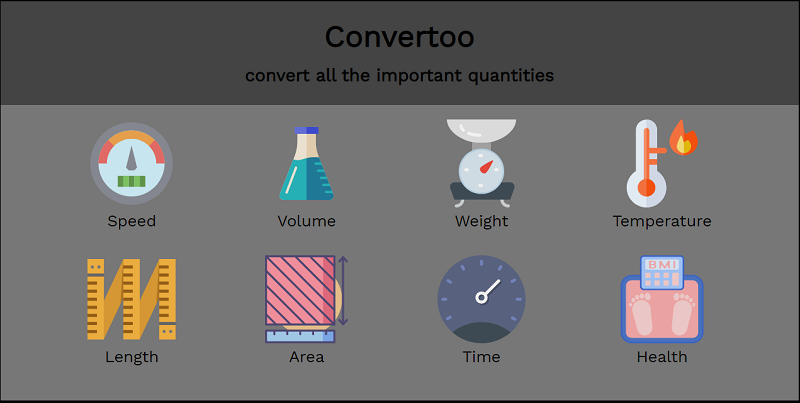 Convertoo
convert all the important quantities
Speed
Volume
Weight
Temperature
BMI
Length
Area
Time
Health